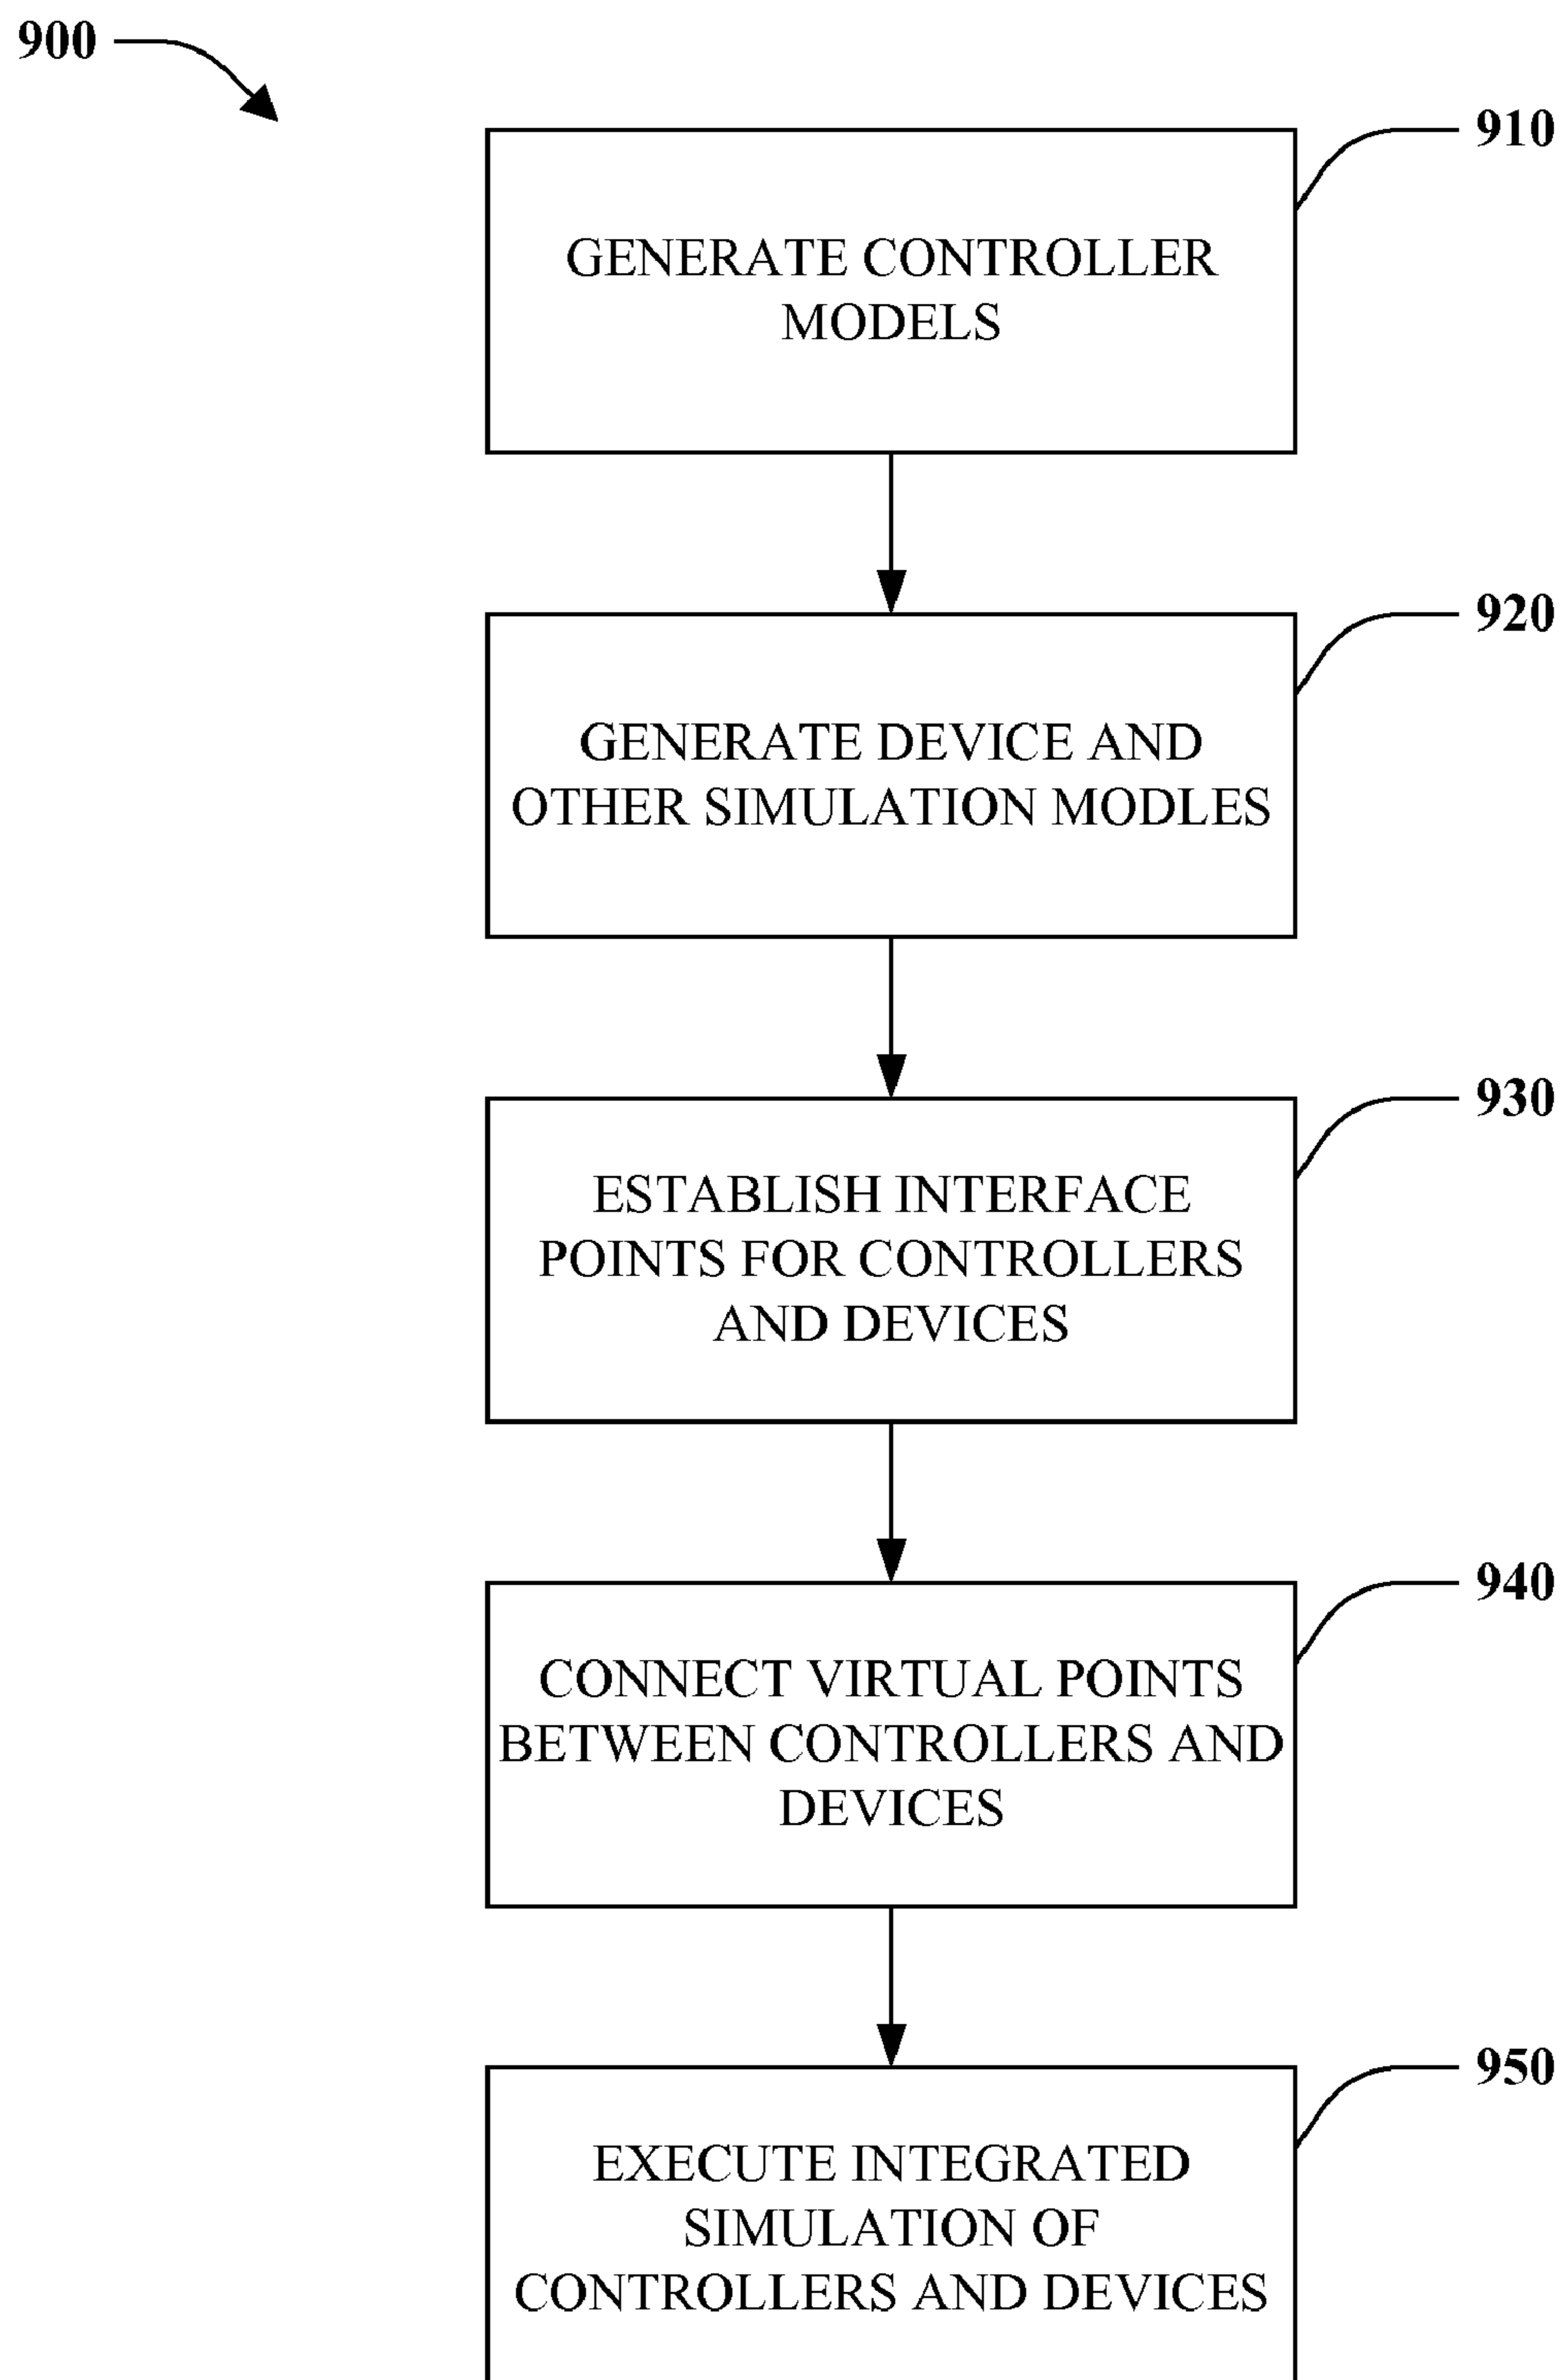 900
910
GENERATE CONTROLLER
MODELS
920
GENERATE DEVICE AND
OTHER SIMULATION MODLES
930
ESTABLISH INTERFACE
POINTS FOR CONTROLLERS
AND DEVICES
940
CONNECT VIRTUAL POINTS
BETWEEN CONTROLLERS AND
DEVICES
950
EXECUTE INTEGRATED
SIMULATION OF
CONTROLLERS AND DEVICES